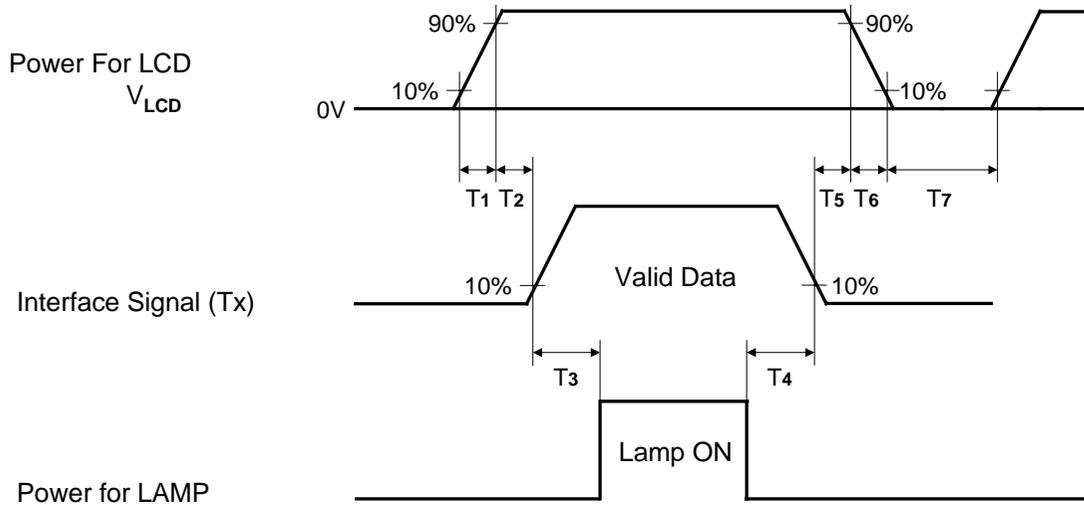 90%
90%
Power For LCD
VLCD
10%
10%
0V
T1 T2
T5 T6 T7
Valid Data
10%
10%
Interface Signal (Tx)
T3
T4
Lamp ON
Power for LAMP